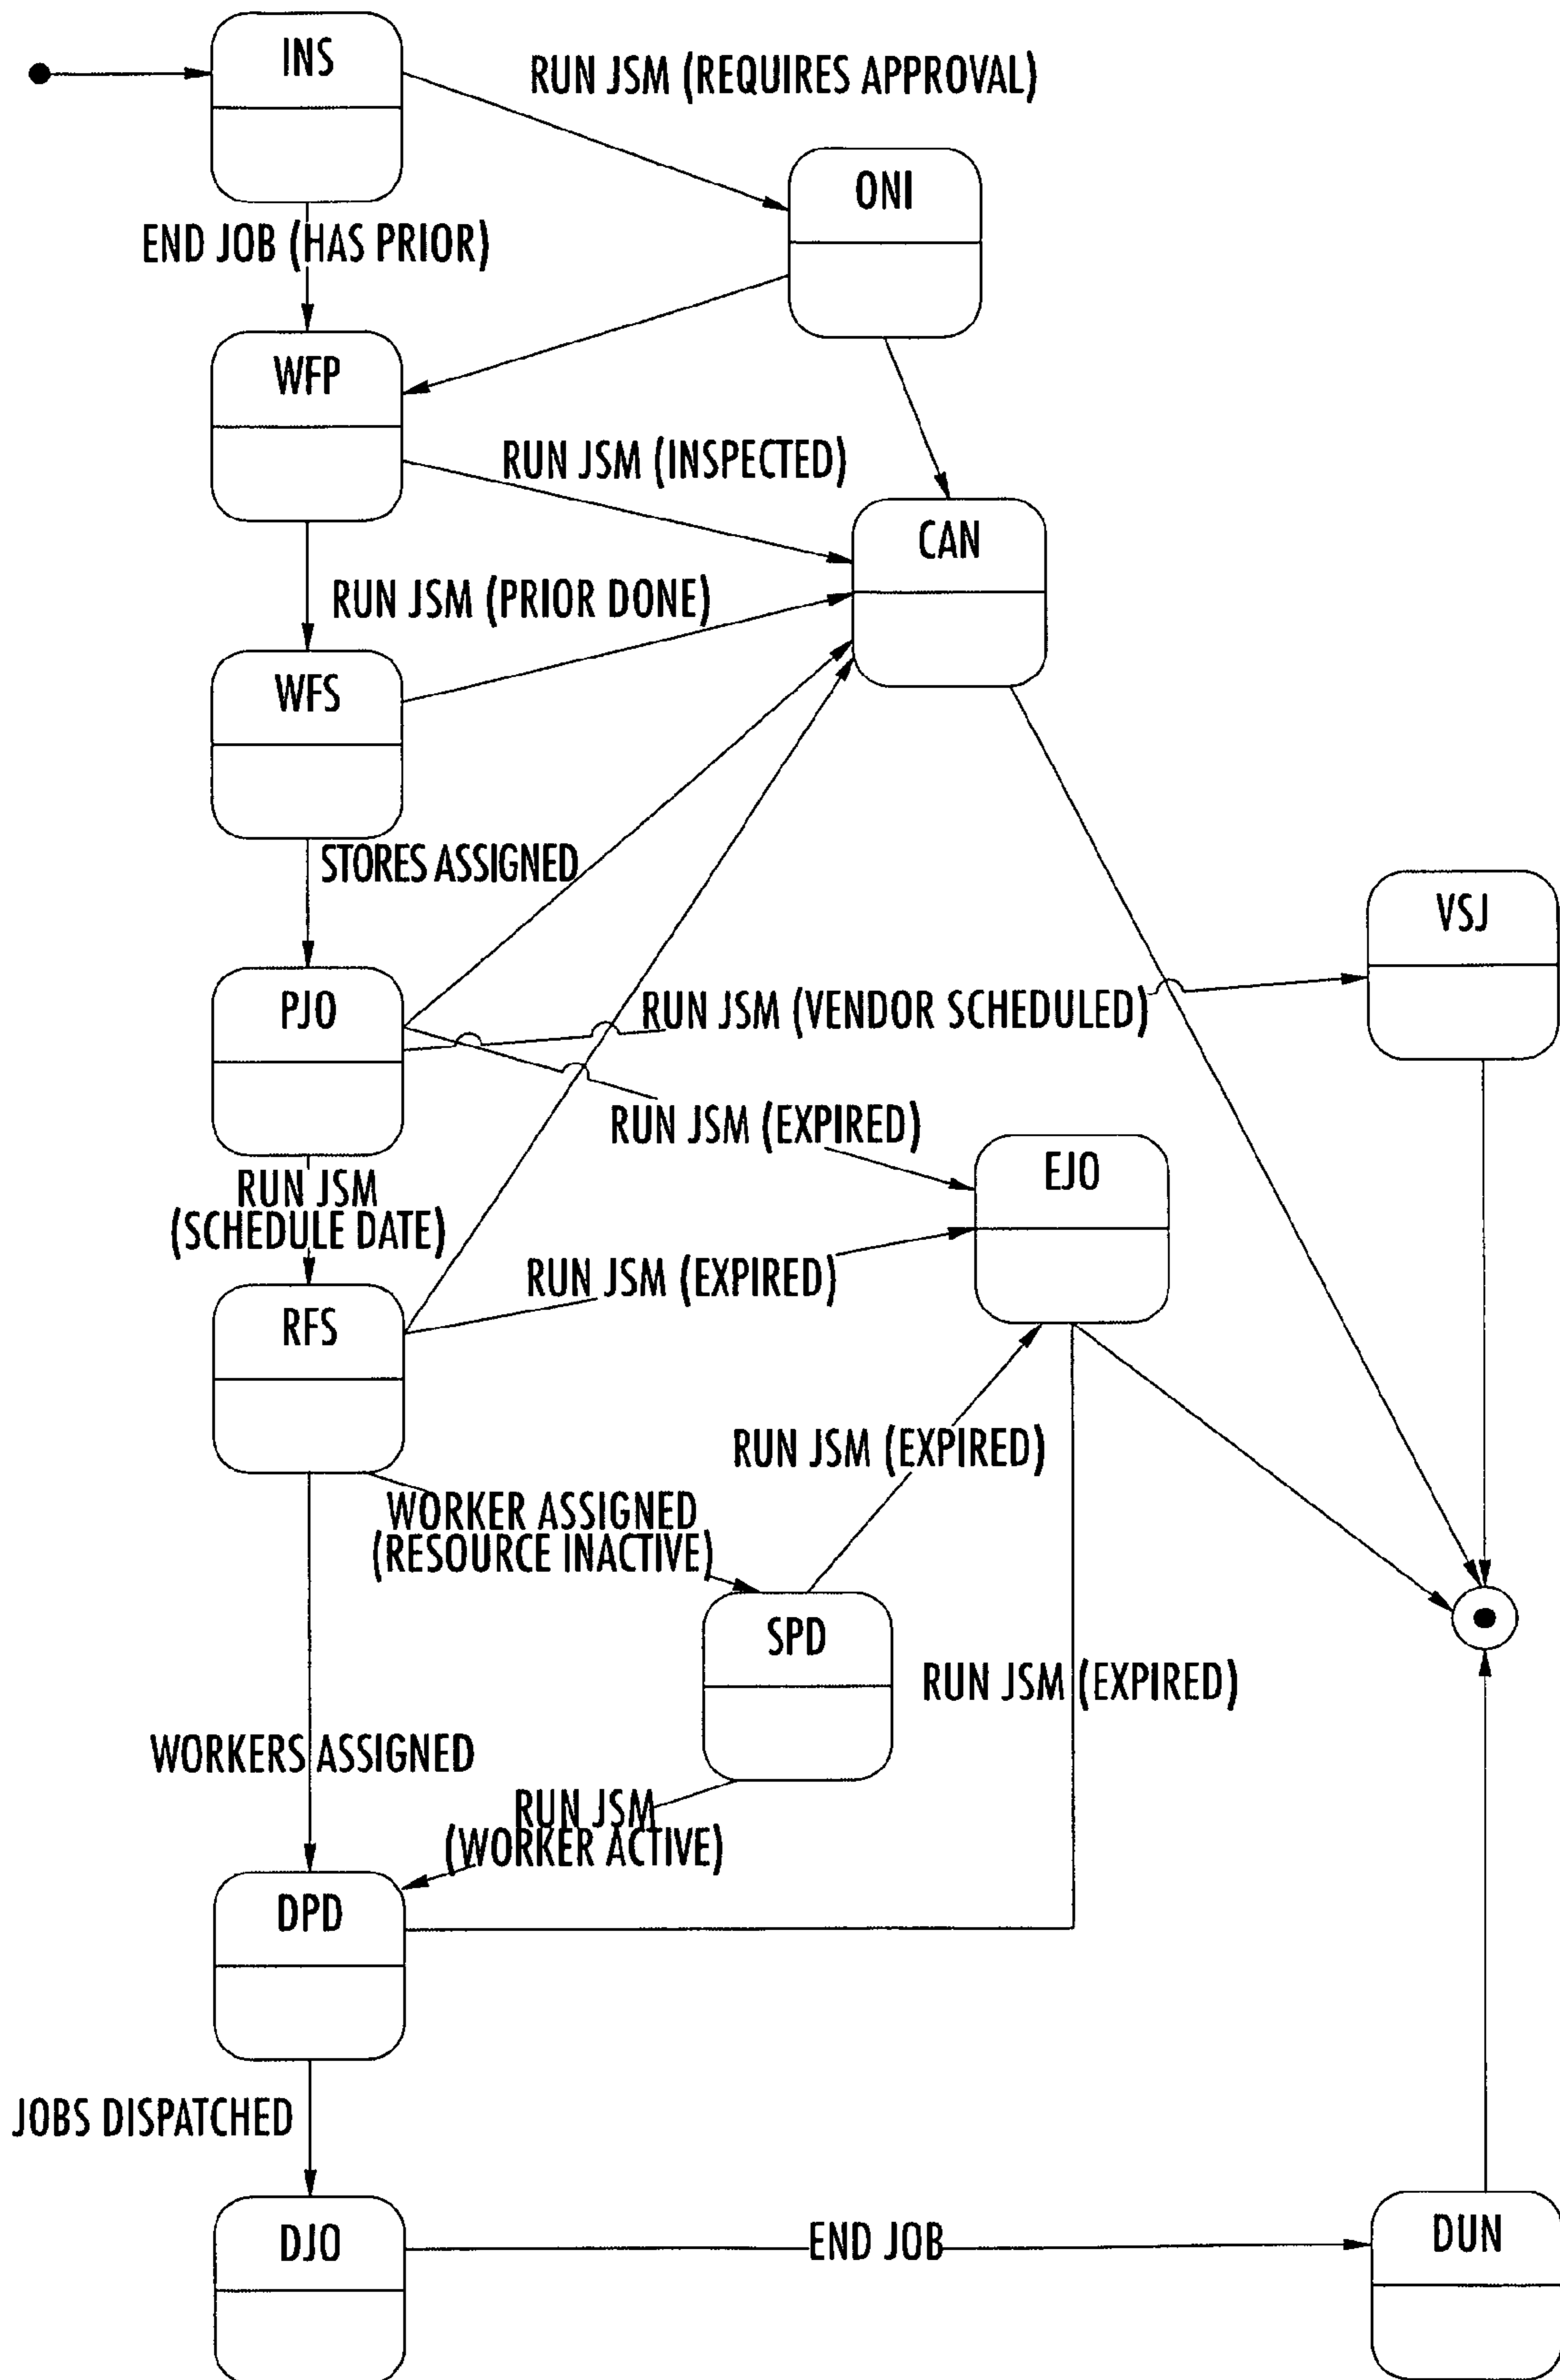 INS
RUN JSM (REQUIRES APPROVAL)
ONI
END JOB (HAS PRIOR)
WFP
RUN JSM (INSPECTED)
CAN
RUN JSM (PRIOR DONE)
WFS
STORES ASSIGNED
VSJ
PJO
RUN JSM (VENDOR SCHEDULED)
RUN JSM (EXPIRED)
EJO
RUN JSM
(SCHEDULE DATE)
RUN JSM (EXPIRED)
RFS
RUN JSM (EXPIRED)
WORKER ASSIGNED
(RESOURCE INACTIVE)
SPD
RUN JSM (EXPIRED)
WORKERS ASSIGNED
RUN JSM
(WORKER ACTIVE)
DPD
JOBS DISPATCHED
DJO
END JOB
DUN